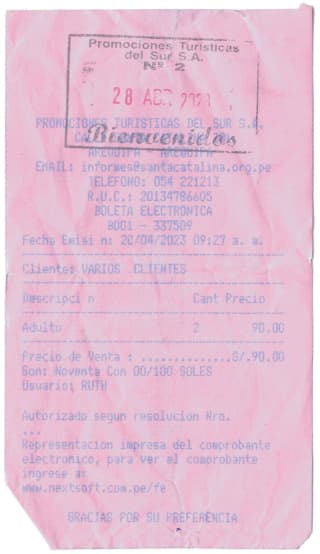 Promociones Turisticas
del Sur S.A.
Nº 2
28 ABR 2023
Bienvenidos
PROMOCIONES TURISTICAS DEL SUR S.A.
AREQUIPA - AREQUIPA
EMAIL: informes@santacatalina.org.pe
TELEFONO: 054 221213
R.U.C.: 20134786605
BOLETA ELECTRONICA
B001 - 337509
Fecha Emisi n: 28/04/2023 09:27 a. m.
Cliente: VARIOS CLIENTES
Descripci n Cant Precio
Adulto 2 90.00
Precio de Venta : .............S/.90.00
Son: Noventa Con 00/100 SOLES
Usuario: RUTH
Autorizado segun resolucion Nro.
...
Representacion impresa del comprobante
electronico, para ver el comprobante
ingrese a:
www.nextsoft.com.pe/fe
GRACIAS POR SU PREFERENCIA